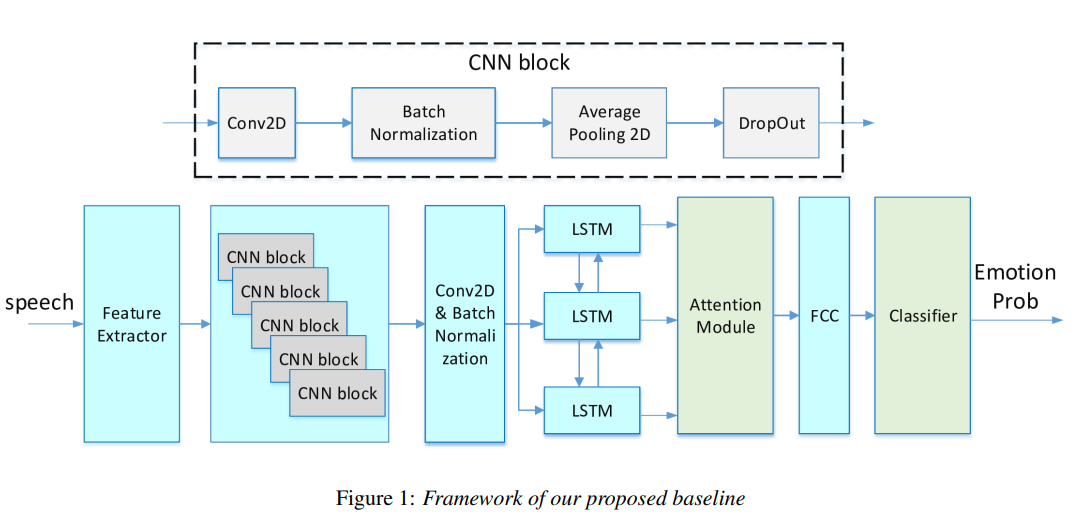 CNN block
Conv2D
Batch
Normalization
Average
Pooling 2D
DropOut
speech
Feature
Extractor
CNN block
CNN block
CNN block
CNN block
CNN block
Conv2D
& Batch
Normali
zation
LSTM
LSTM
LSTM
Attention
Module
FCC
Classifier
Emotion
Prob
Figure 1: Framework of our proposed baseline